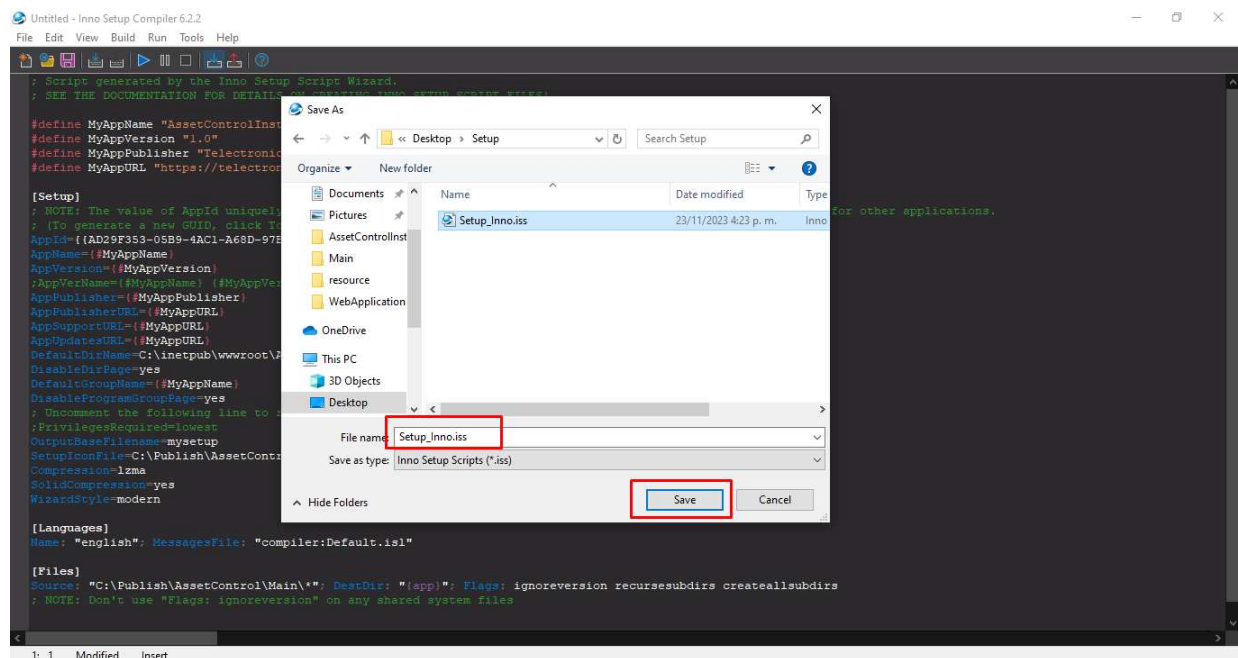 Untitled - Inno Setup Compiler 6.2.2
File Edit View Build Run Tools Help
; Script generated by the Inno Setup Script Wizard.
; SEE THE DOCUMENTATION FOR DETAILS ON CREATING INNO SETUP SCRIPT FILES!
#define MyAppName "AssetControlInst
#define MyAppVersion "1.0"
#define MyAppPublisher "Telectronic
#define MyAppURL "https://telectron
[Setup]
; NOTE: The value of AppId uniquely for other applications.
; (To generate a new GUID, click To
AppId={{AD29F353-05B9-4AC1-A68D-97E
AppName={#MyAppName}
AppVersion={#MyAppVersion}
;AppVerName={#MyAppName} {#MyAppVer
AppPublisher={#MyAppPublisher}
AppPublisherURL={#MyAppURL}
AppSupportURL={#MyAppURL}
AppUpdatesURL={#MyAppURL}
DefaultDirName=C:\inetpub\wwwroot\A
DisableDirPage=yes
DefaultGroupName={#MyAppName}
DisableProgramGroupPage=yes
; Uncomment the following line to r
;PrivilegesRequired=lowest
OutputBaseFilename=mysetup
SetupIconFile=C:\Publish\AssetContr
Compression=lzma
SolidCompression=yes
WizardStyle=modern
[Languages]
Name: "english"; MessagesFile: "compiler:Default.isl"
[Files]
Source: "C:\Publish\AssetControl\Main\*"; DestDir: "{app}"; Flags: ignoreversion recursesubdirs createallsubdirs
; NOTE: Don't use "Flags: ignoreversion" on any shared system files
1: 1 Modified Insert
Save As
« Desktop › Setup
Search Setup
Organize New folder
Documents
Pictures
AssetControlInst
Main
resource
WebApplication
OneDrive
This PC
3D Objects
Desktop
Name Date modified Type
Setup_Inno.iss 23/11/2023 4:23 p. m. Inno
File name: Setup_Inno.iss
Save as type: Inno Setup Scripts (*.iss)
Hide Folders Save Cancel